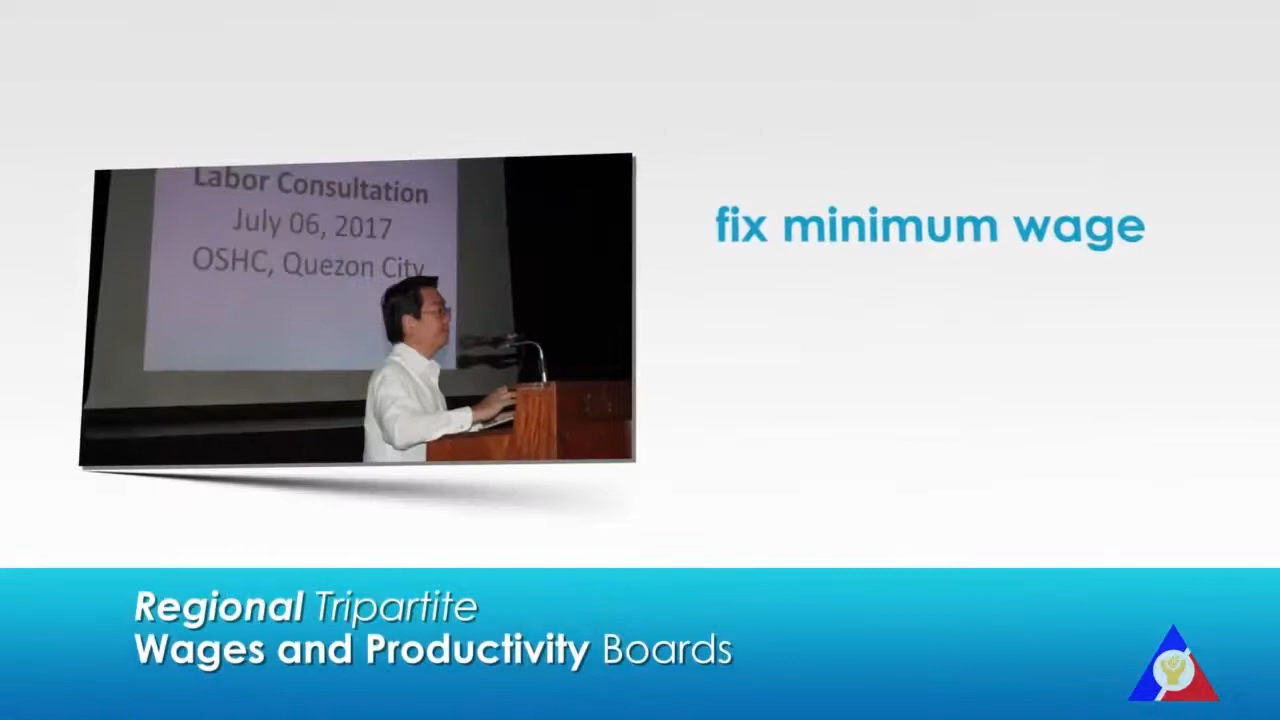 Labor Consultation
July 06, 2017
OSHC, Quezon City
fix minimum wage
Regional Tripartite
Wages and Productivity Boards